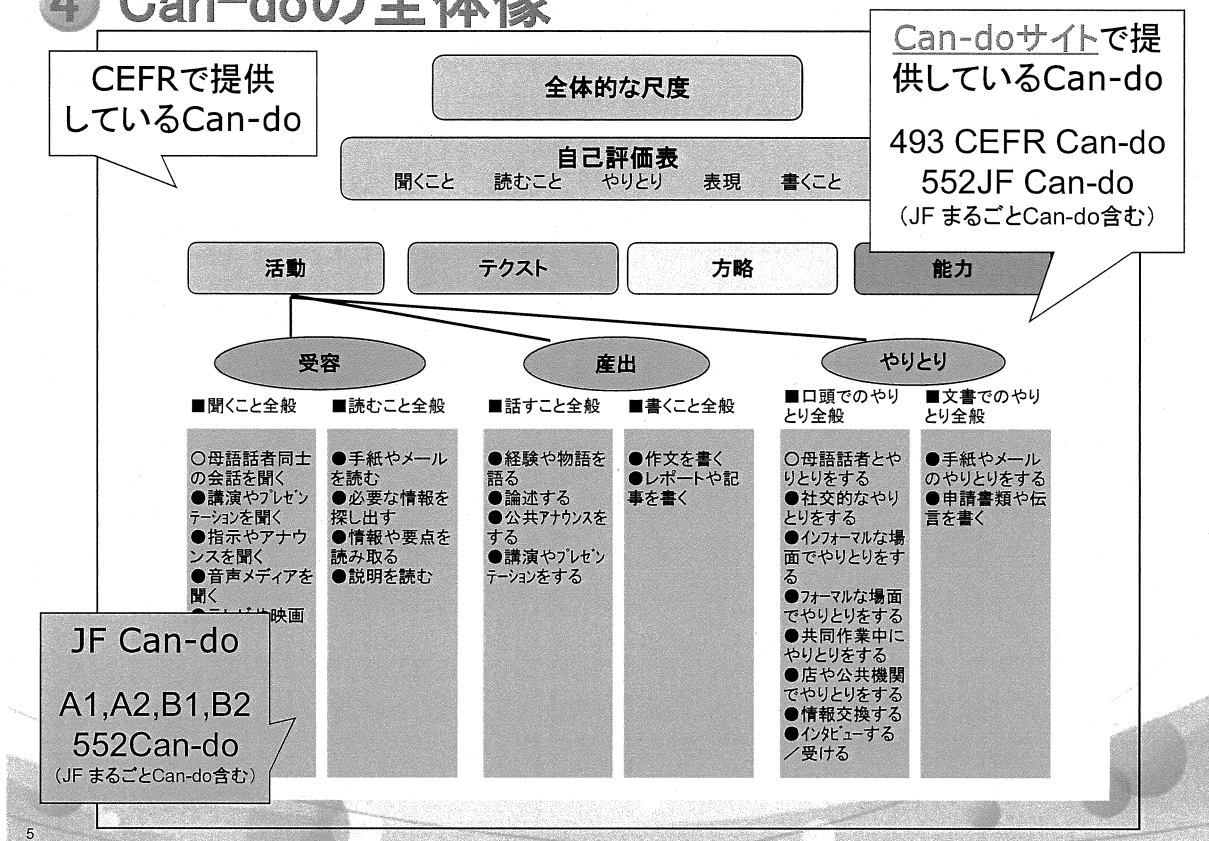 4 Can-doの全体像
CEFRで提供
しているCan-do
Can-doサイトで提
供しているCan-do
493 CEFR Can-do
552JF Can-do
（JF まるごとCan-do含む）
全体的な尺度
自己評価表
聞くこと 読むこと やりとり 表現 書くこと
活動
テクスト
方略
能力
受容
産出
やりとり
■聞くこと全般
○母語話者同士
の会話を聞く
●講演やプレゼン
テーションを聞く
●指示やアナウ
ンスを聞く
●音声メディアを
聞く
●テレビや映画
■読むこと全般
●手紙やメール
を読む
●必要な情報を
探し出す
●情報や要点を
読み取る
●説明を読む
■話すこと全般
●経験や物語を
語る
●論述する
●公共アナウンスを
する
●講演やプレゼン
テーションをする
■書くこと全般
●作文を書く
●レポートや記
事を書く
■口頭でのやり
とり全般
○母語話者とや
りとりをする
●社交的なやり
とりをする
●インフォーマルな場
面でやりとりをす
る
●フォーマルな場面
でやりとりをする
●共同作業中に
やりとりをする
●店や公共機関
でやりとりをする
●情報交換する
●インタビューする
／受ける
■文書でのやり
とり全般
●手紙やメール
のやりとりをする
●申請書類や伝
言を書く
JF Can-do
A1,A2,B1,B2
552Can-do
（JF まるごとCan-do含む）
5